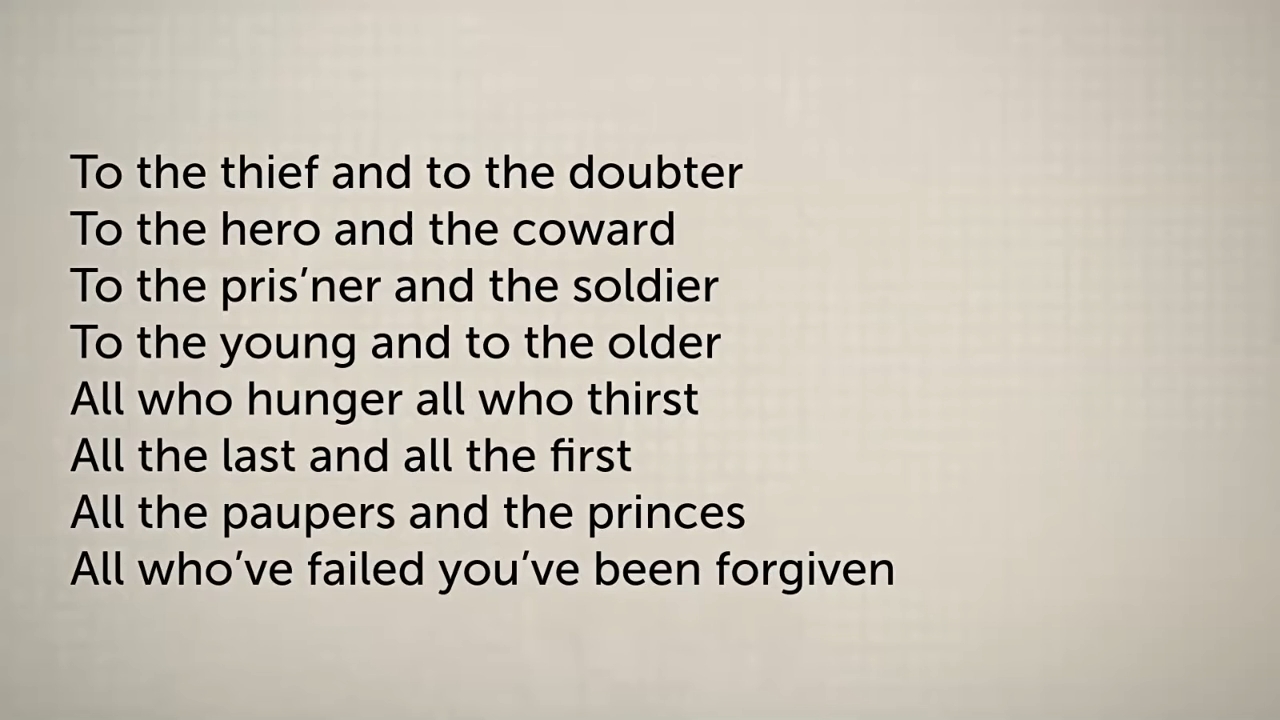 To the thief and to the doubter
To the hero and the coward
To the pris’ner and the soldier
To the young and to the older
All who hunger all who thirst
All the last and all the first
All the paupers and the princes
All who’ve failed you’ve been forgiven